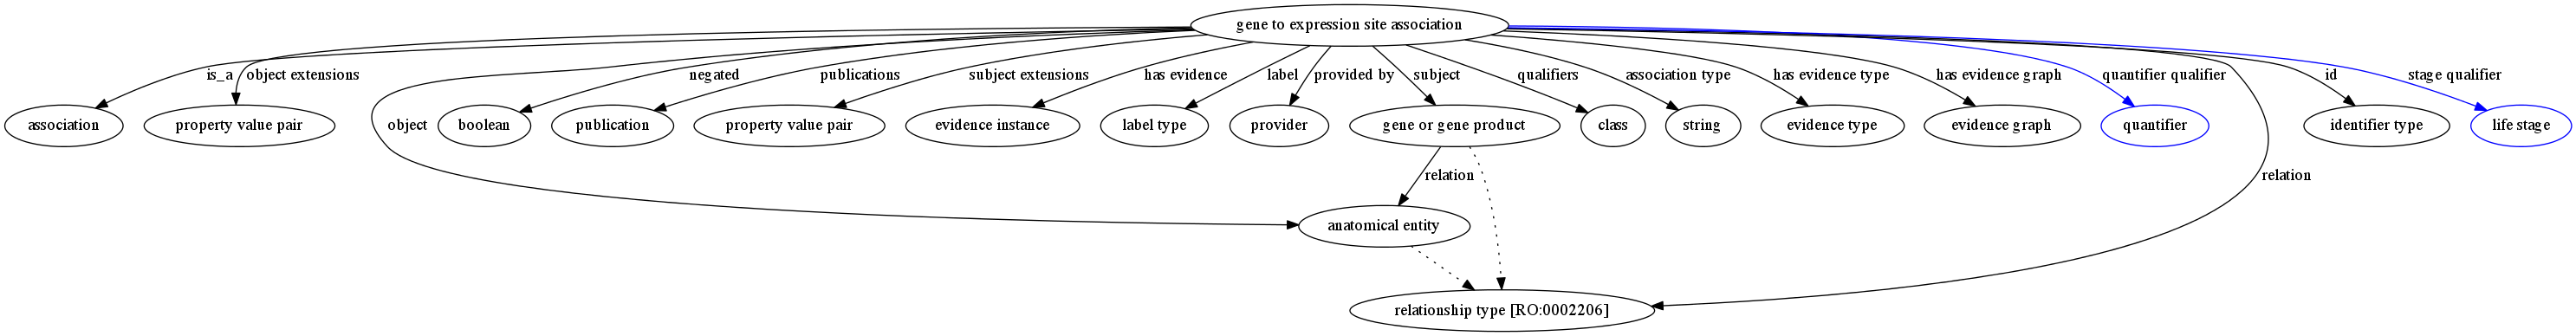 gene to expression site association
is_a
object extensions
negated
publications
subject extensions
has evidence
label
provided by
subject
qualifiers
association type
has evidence type
has evidence graph
quantifier qualifier
id
stage qualifier
association
property value pair
object
boolean
publication
property value pair
evidence instance
label type
provider
gene or gene product
class
string
evidence type
evidence graph
quantifier
identifier type
life stage
relation
relation
anatomical entity
relationship type [RO:0002206]